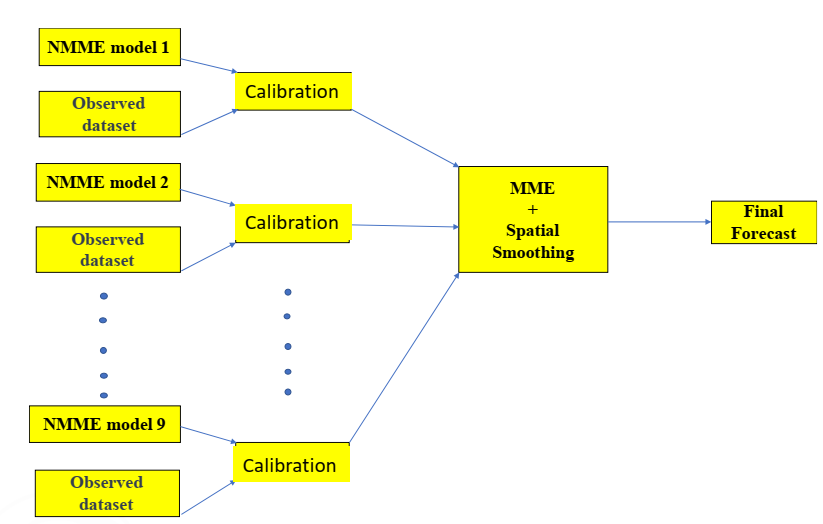 NMME model 1
Observed
dataset
Calibration
NMME model 2
Observed
dataset
Calibration
NMME model 9
Observed
dataset
Calibration
MME
+
Spatial
Smoothing
Final
Forecast